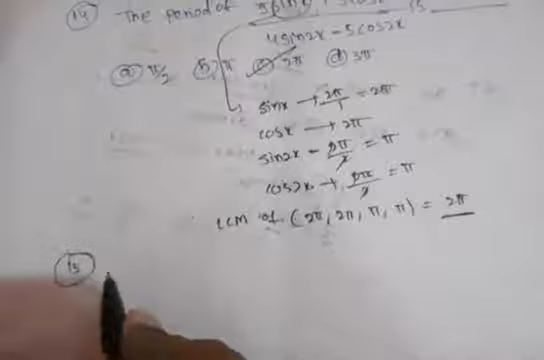 14 The period of is
4sin2x - 5cos2x
a π/2 b π c 2π d 3π
sinx → 2π/1 = 2π
cosx → 2π
sin2x - 2π/2 = π
cos2x → 2π/2 = π
LCM of (2π, 2π, π, π) = 2π
15